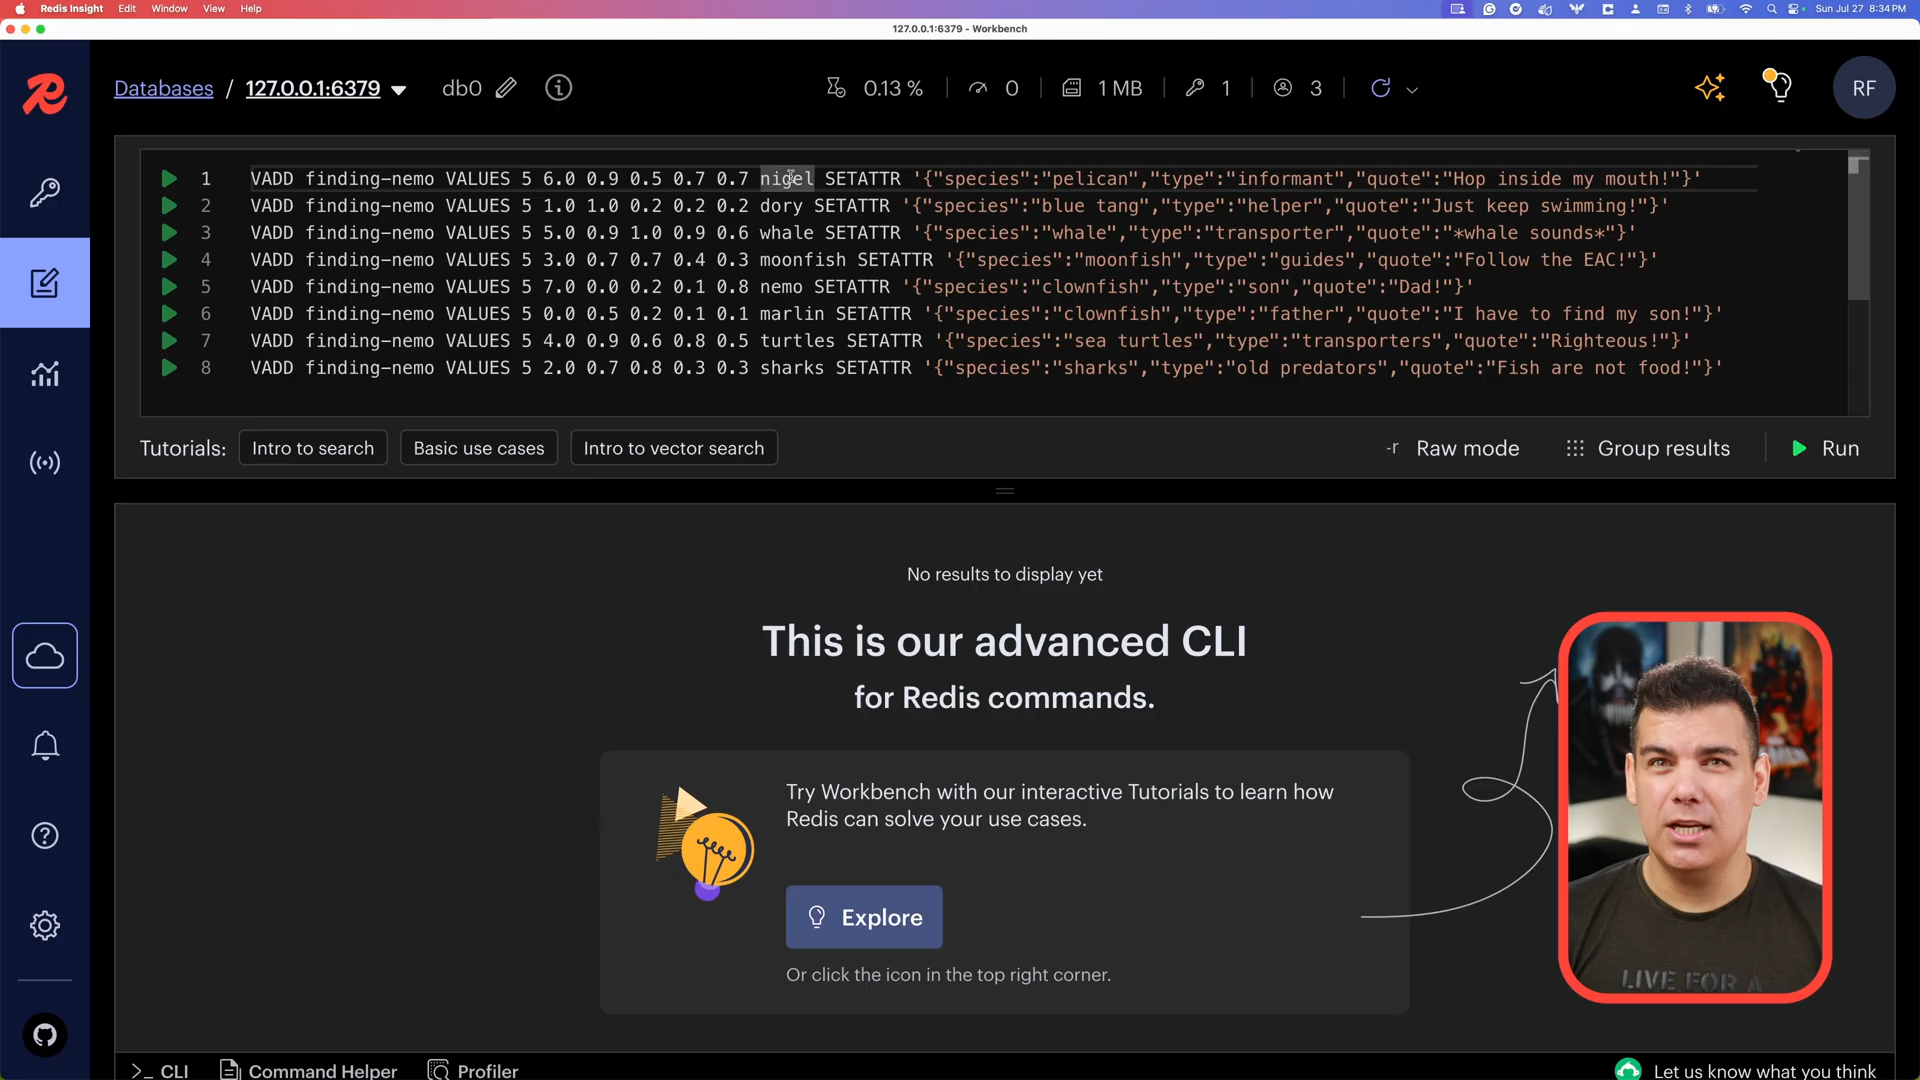 Redis Insight Edit Window View Help Sun Jul 27 8:34 PM
127.0.0.1:6379 - Workbench
Databases / 127.0.0.1:6379 db0 0.13 % 0 1 MB 1 3 RF
1 VADD finding-nemo VALUES 5 6.0 0.9 0.5 0.7 0.7 nigel SETATTR '{"species":"pelican","type":"informant","quote":"Hop inside my mouth!"}'
2 VADD finding-nemo VALUES 5 1.0 1.0 0.2 0.2 0.2 dory SETATTR '{"species":"blue tang","type":"helper","quote":"Just keep swimming!"}'
3 VADD finding-nemo VALUES 5 5.0 0.9 1.0 0.9 0.6 whale SETATTR '{"species":"whale","type":"transporter","quote":"*whale sounds*"}'
4 VADD finding-nemo VALUES 5 3.0 0.7 0.7 0.4 0.3 moonfish SETATTR '{"species":"moonfish","type":"guides","quote":"Follow the EAC!"}'
5 VADD finding-nemo VALUES 5 7.0 0.0 0.2 0.1 0.8 nemo SETATTR '{"species":"clownfish","type":"son","quote":"Dad!"}'
6 VADD finding-nemo VALUES 5 0.0 0.5 0.2 0.1 0.1 marlin SETATTR '{"species":"clownfish","type":"father","quote":"I have to find my son!"}'
7 VADD finding-nemo VALUES 5 4.0 0.9 0.6 0.8 0.5 turtles SETATTR '{"species":"sea turtles","type":"transporters","quote":"Righteous!"}'
8 VADD finding-nemo VALUES 5 2.0 0.7 0.8 0.3 0.3 sharks SETATTR '{"species":"sharks","type":"old predators","quote":"Fish are not food!"}'
Tutorials: Intro to search Basic use cases Intro to vector search -r Raw mode Group results Run
No results to display yet
This is our advanced CLI
for Redis commands.
Try Workbench with our interactive Tutorials to learn how
Redis can solve your use cases.
Explore
Or click the icon in the top right corner.
LIVE FOR A
>_ CLI Command Helper Profiler Let us know what you think